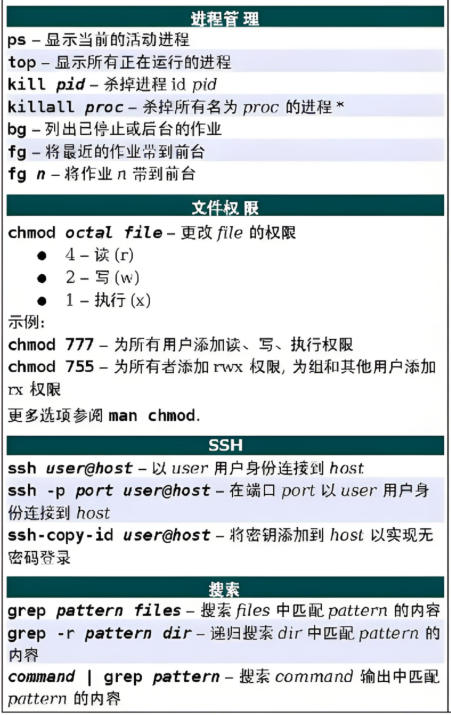 进程管理
ps – 显示当前的活动进程
top – 显示所有正在运行的进程
kill pid – 杀掉进程 id pid
killall proc – 杀掉所有名为 proc 的进程 *
bg – 列出已停止或后台的作业
fg – 将最近的作业带到前台
fg n – 将作业 n 带到前台
文件权限
chmod octal file – 更改 file 的权限
● 4 – 读 (r)
● 2 – 写 (w)
● 1 – 执行 (x)
示例:
chmod 777 – 为所有用户添加读、写、执行权限
chmod 755 – 为所有者添加 rwx 权限, 为组和其他用户添加
rx 权限
更多选项参阅 man chmod.
SSH
ssh user@host – 以 user 用户身份连接到 host
ssh -p port user@host – 在端口 port 以 user 用户身
份连接到 host
ssh-copy-id user@host – 将密钥添加到 host 以实现无
密码登录
搜索
grep pattern files – 搜索 files 中匹配 pattern 的内容
grep -r pattern dir – 递归搜索 dir 中匹配 pattern 的
内容
command | grep pattern – 搜索 command 输出中匹配
pattern 的内容